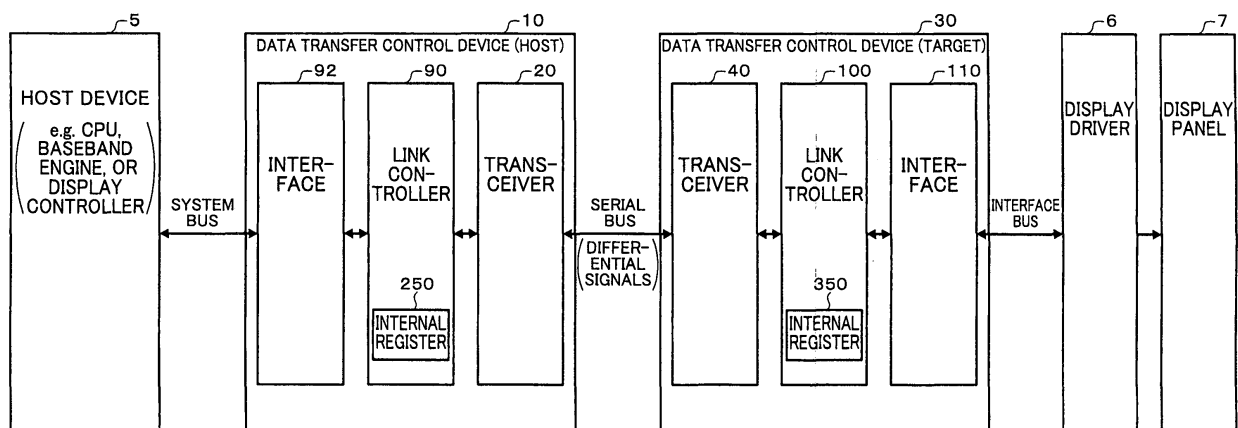 5
HOST DEVICE
e.g. CPU,
BASEBAND
ENGINE, OR
DISPLAY
CONTROLLER
SYSTEM
BUS
10
DATA TRANSFER CONTROL DEVICE (HOST)
92
INTER-
FACE
90
LINK
CON-
TROLLER
250
INTERNAL
REGISTER
20
TRANS-
CEIVER
SERIAL
BUS
DIFFER-
ENTIAL
SIGNALS
30
DATA TRANSFER CONTROL DEVICE (TARGET)
40
TRANS-
CEIVER
100
LINK
CON-
TROLLER
350
INTERNAL
REGISTER
110
INTER-
FACE
INTERFACE
BUS
6
DISPLAY
DRIVER
7
DISPLAY
PANEL